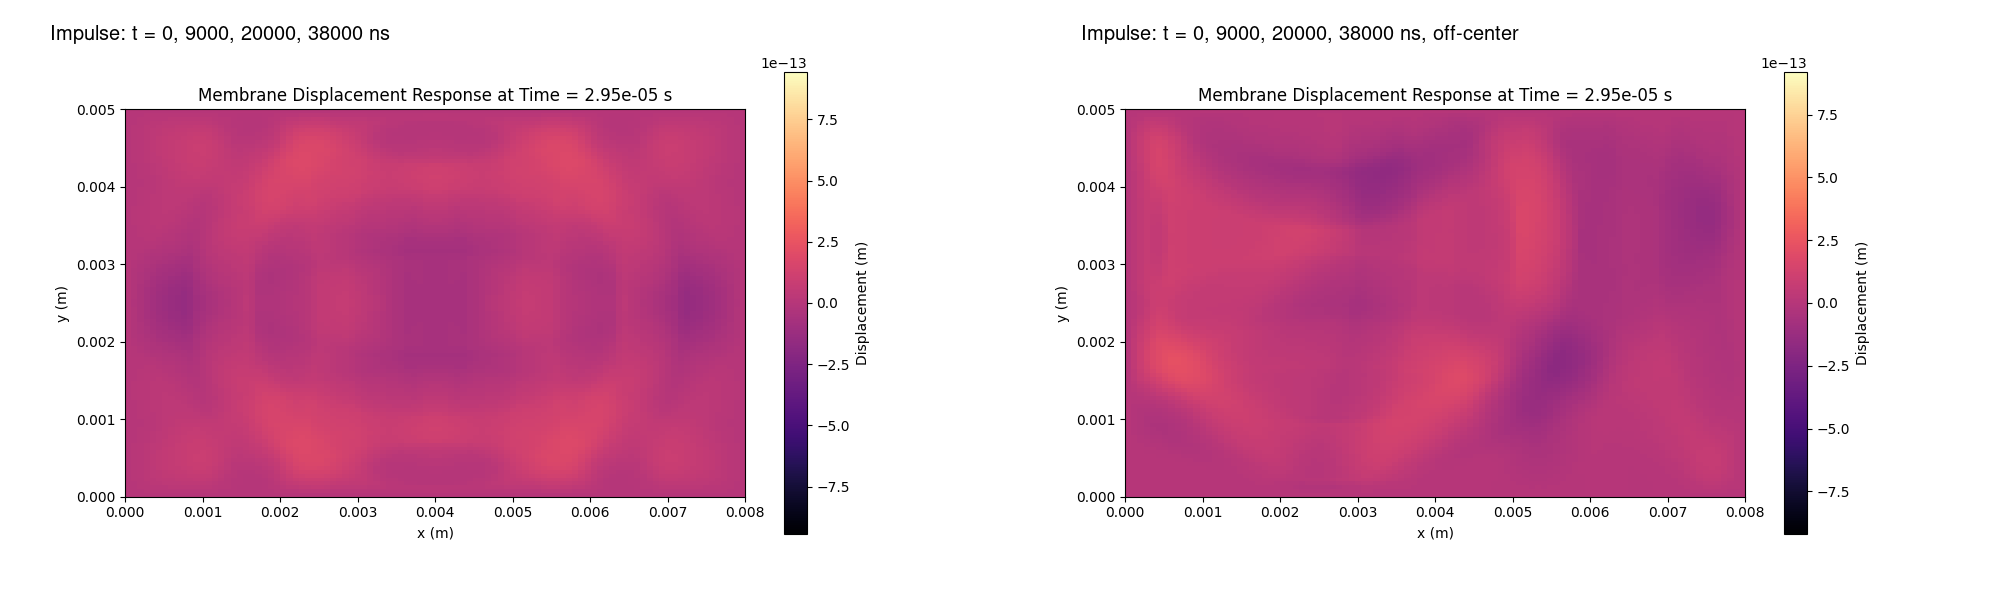 Impulse: t = 0, 9000, 20000, 38000 ns
1e−13
Membrane Displacement Response at Time = 2.95e-05 s
0.005
0.004
0.003
0.002
0.001
0.000
y (m)
0.000 0.001 0.002 0.003 0.004 0.005 0.006 0.007 0.008
x (m)
7.5
5.0
2.5
0.0
−2.5
−5.0
−7.5
Displacement (m)
Impulse: t = 0, 9000, 20000, 38000 ns, off-center
1e−13
Membrane Displacement Response at Time = 2.95e-05 s
0.005
0.004
0.003
0.002
0.001
0.000
y (m)
0.000 0.001 0.002 0.003 0.004 0.005 0.006 0.007 0.008
x (m)
7.5
5.0
2.5
0.0
−2.5
−5.0
−7.5
Displacement (m)